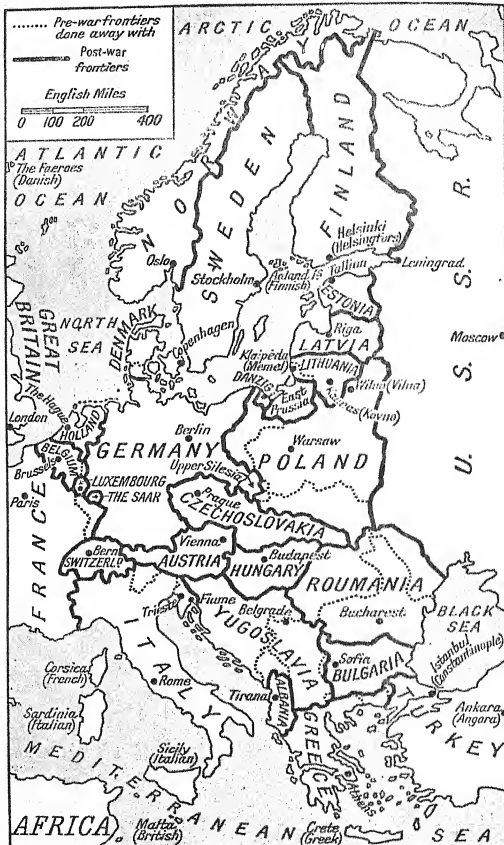 Pre-war frontiers
done away with
Post-war
frontiers
English Miles
0 100 200 400
ARCTIC OCEAN
ATLANTIC
OCEAN
The Faeroes
(Danish)
NORWAY
SWEDEN
FINLAND
U.S.S.R.
Oslo
Stockholm
Helsinki
(Helsingfors)
Aaland Is
(Finnish)
Tallinn
Leningrad
ESTONIA
Riga
LATVIA
Moscow
Klaipéda
(Memel)
LITHUANIA
Wilno (Vilna)
(Kovno)
GREAT
BRITAIN
NORTH
SEA
DENMARK
Copenhagen
DANZIG
East
Prussia
London
The Hague
HOLLAND
Berlin
GERMANY
Warsaw
POLAND
BELGIUM
Brussels
Upper Silesia
LUXEMBOURG
THE SAAR
Paris
FRANCE
Prague
CZECHOSLOVAKIA
Bern
SWITZERLD
Vienna
AUSTRIA
Budapest
HUNGARY
ROUMANIA
Trieste
Fiume
Belgrade
YUGOSLAVIA
Bucharest
BLACK
SEA
ITALY
Corsica
(French)
Rome
Sofia
BULGARIA
Istanbul
(Constantinople)
Sardinia
(Italian)
Tirana
ALBANIA
GREECE
TURKEY
Ankara
(Angora)
Sicily
(Italian)
Athens
MEDITERRANEAN SEA
AFRICA
Malta
(British)
Crete
(Greek)